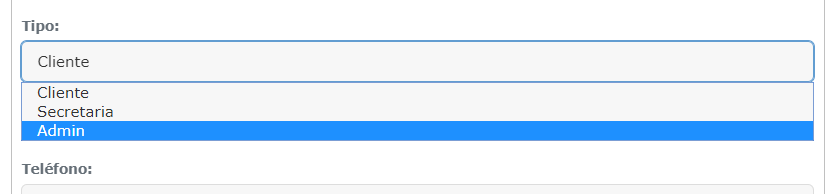 Tipo:
Cliente
Cliente
Secretaria
Admin
Teléfono: